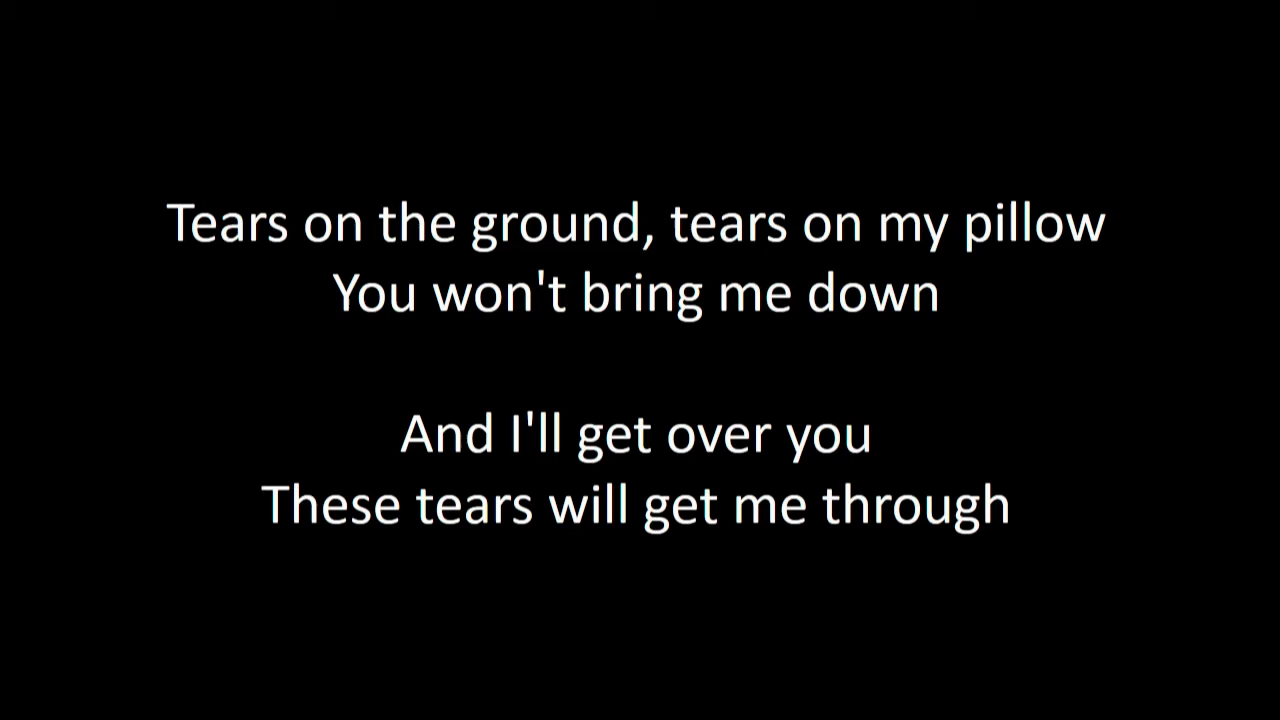 Tears on the ground, tears on my pillow
You won't bring me down
And I'll get over you
These tears will get me through